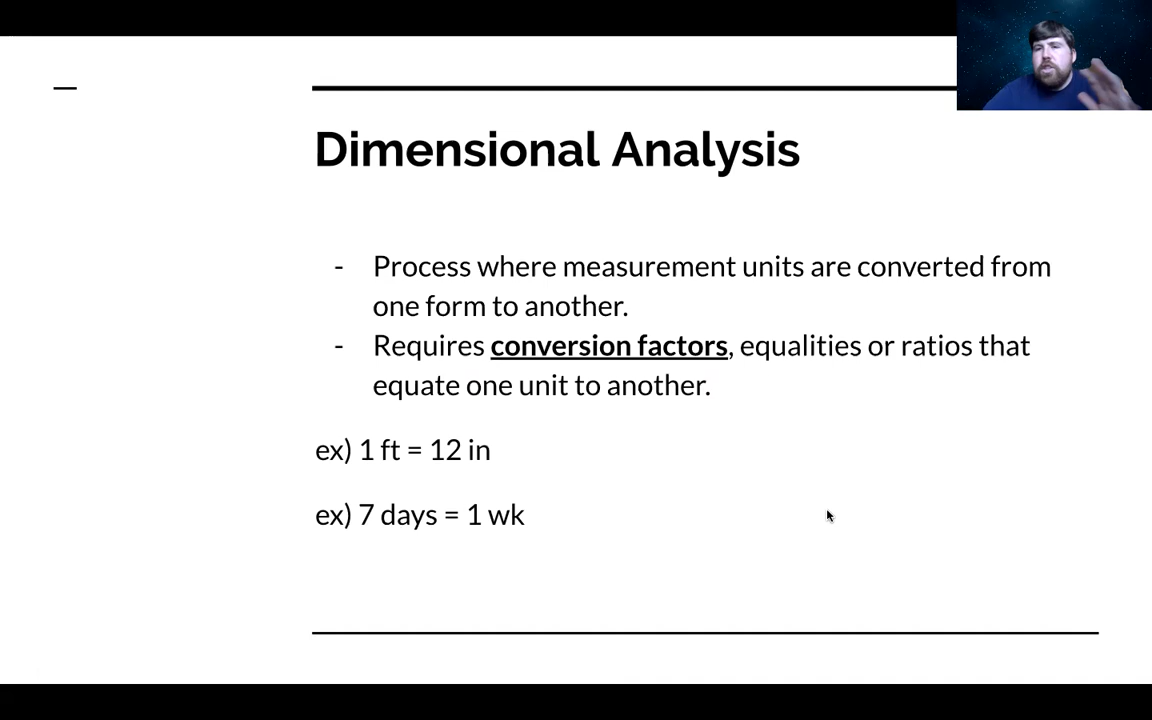 Dimensional Analysis
- Process where measurement units are converted from
one form to another.
- Requires conversion factors, equalities or ratios that
equate one unit to another.
ex) 1 ft = 12 in
ex) 7 days = 1 wk